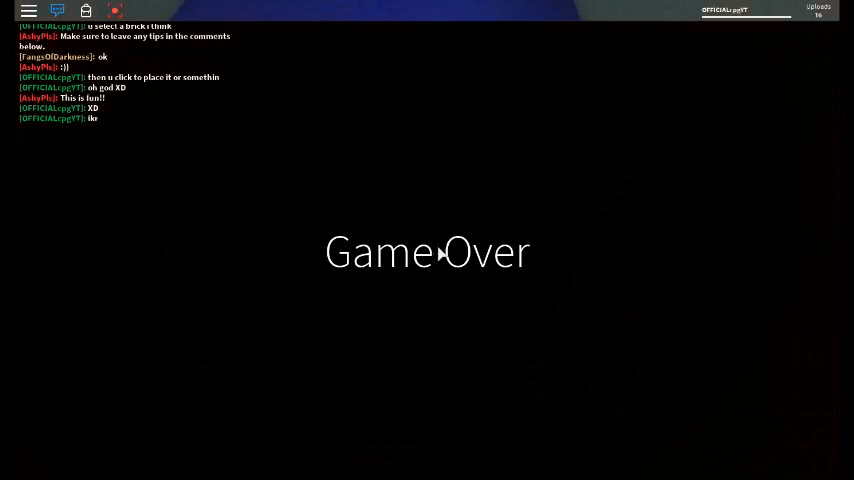 OFFICIALcpgYT
Uploads
16
[OFFICIALcpgYT]: u select a brick i think
[AshyPls]: Make sure to leave any tips in the comments
below.
[FangsOfDarkness]: ok
[AshyPls]: :))
[OFFICIALcpgYT]: then u click to place it or somethin
[OFFICIALcpgYT]: oh god XD
[AshyPls]: This is fun!!
[OFFICIALcpgYT]: XD
[OFFICIALcpgYT]: ikr
Game Over